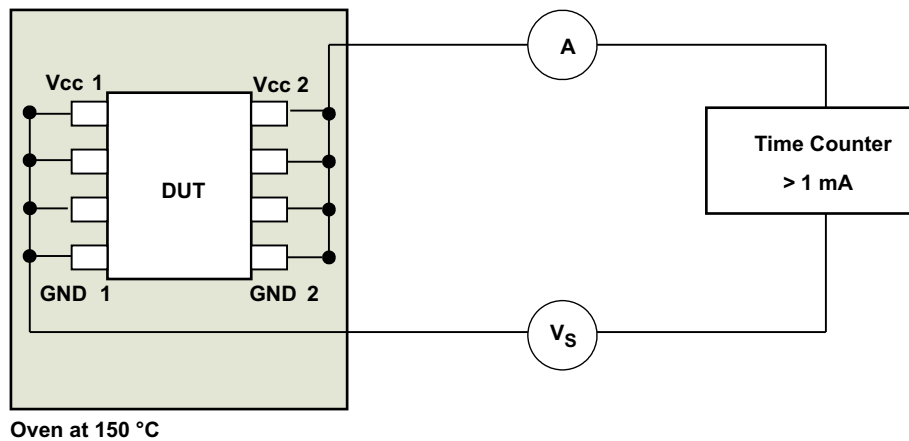 A
Vcc 1
Vcc 2
DUT
Time Counter
> 1 mA
GND 1
GND 2
VS
Oven at 150 °C